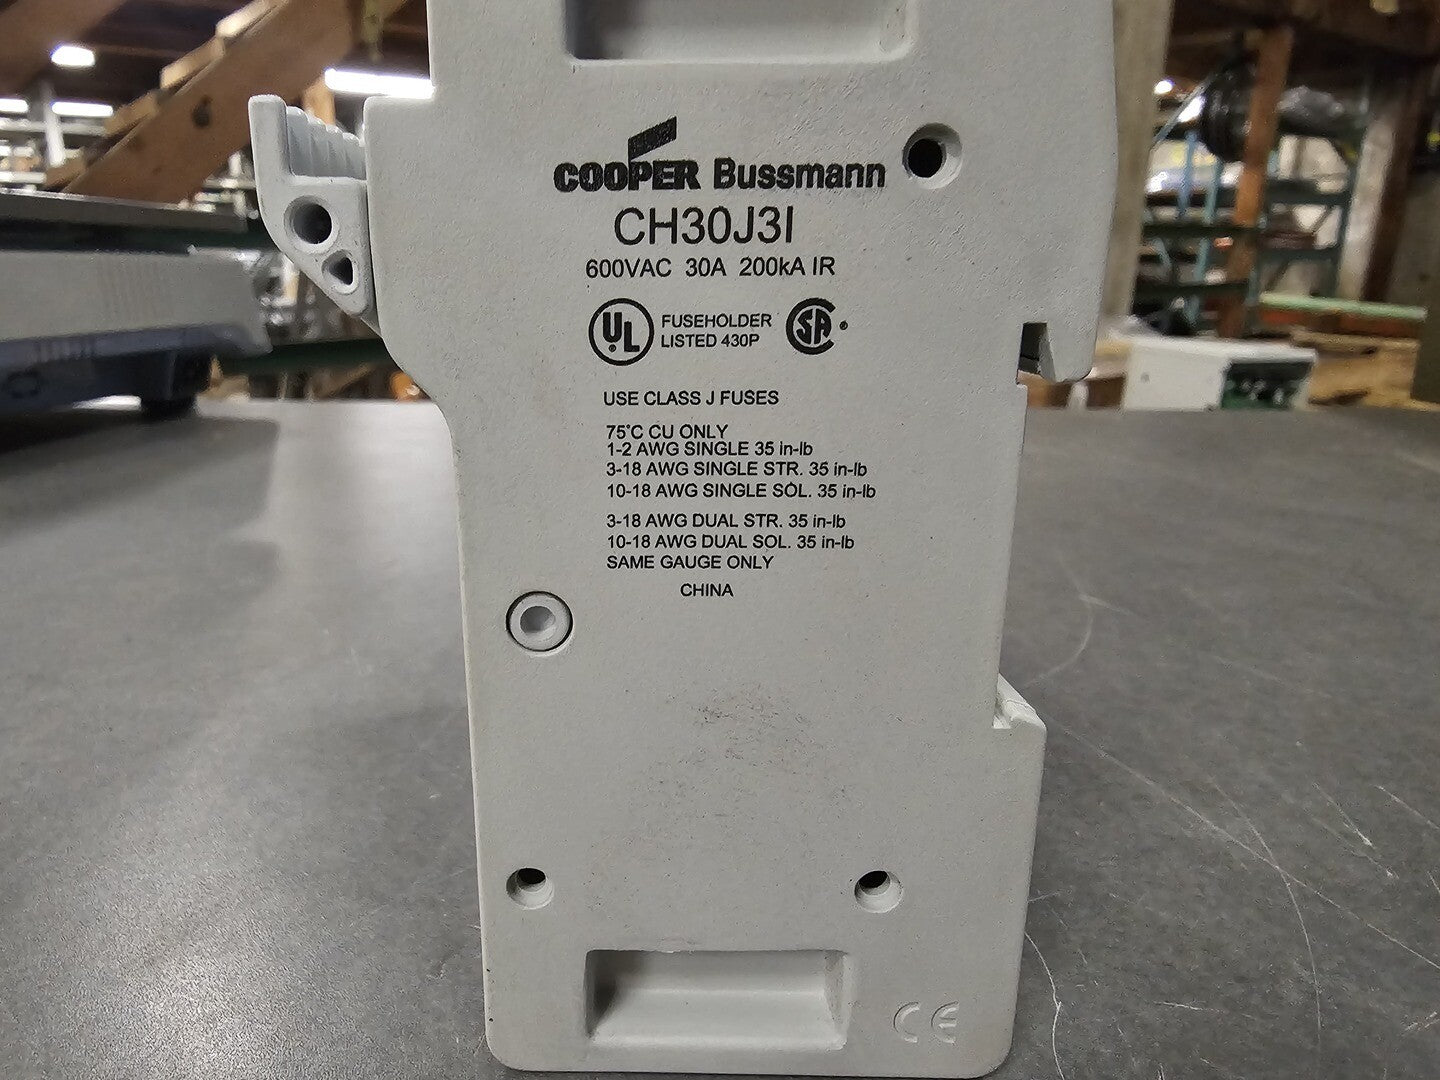 COOPER Bussmann
CH30J3I
600VAC 30A 200kA IR
UL FUSEHOLDER SA
LISTED 430P
USE CLASS J FUSES
75°C CU ONLY
1-2 AWG SINGLE 35 in-lb
3-18 AWG SINGLE STR. 35 in-lb
10-18 AWG SINGLE SOL. 35 in-lb
3-18 AWG DUAL STR. 35 in-lb
10-18 AWG DUAL SOL. 35 in-lb
SAME GAUGE ONLY
CHINA
CE